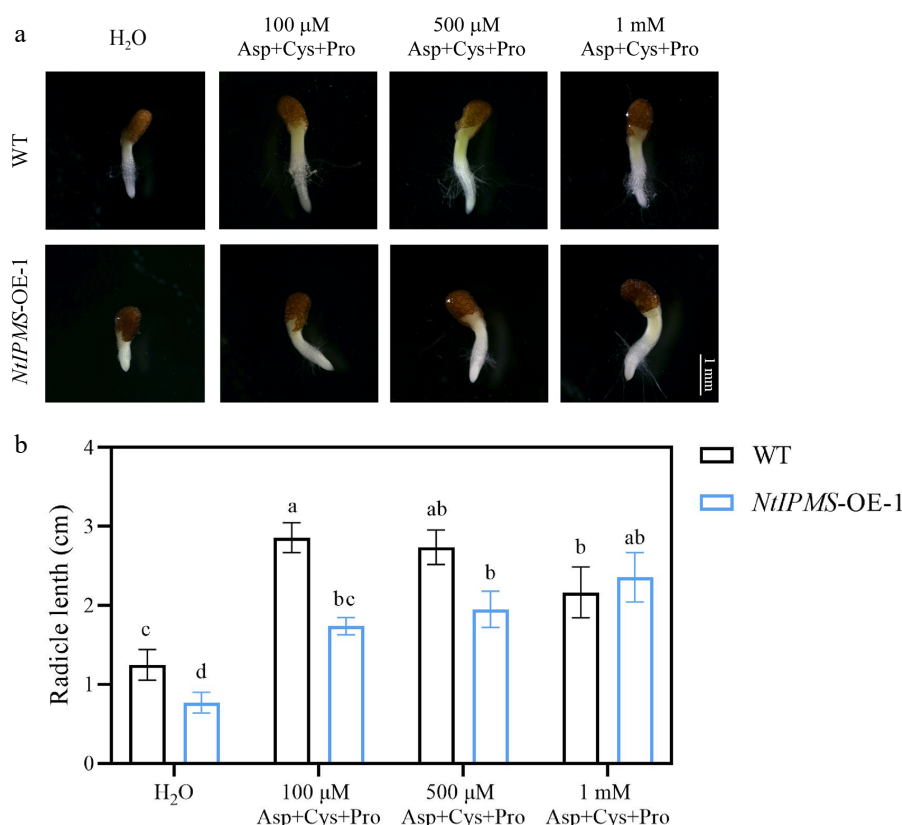 a
H₂O
100 μM
Asp+Cys+Pro
500 μM
Asp+Cys+Pro
1 mM
Asp+Cys+Pro
WT
NtIPMS-OE-1
1 mm
b
Radicle lenth (cm)
4
3
2
1
0
c
d
a
bc
ab
b
b
ab
H₂O
100 μM
Asp+Cys+Pro
500 μM
Asp+Cys+Pro
1 mM
Asp+Cys+Pro
WT
NtIPMS-OE-1